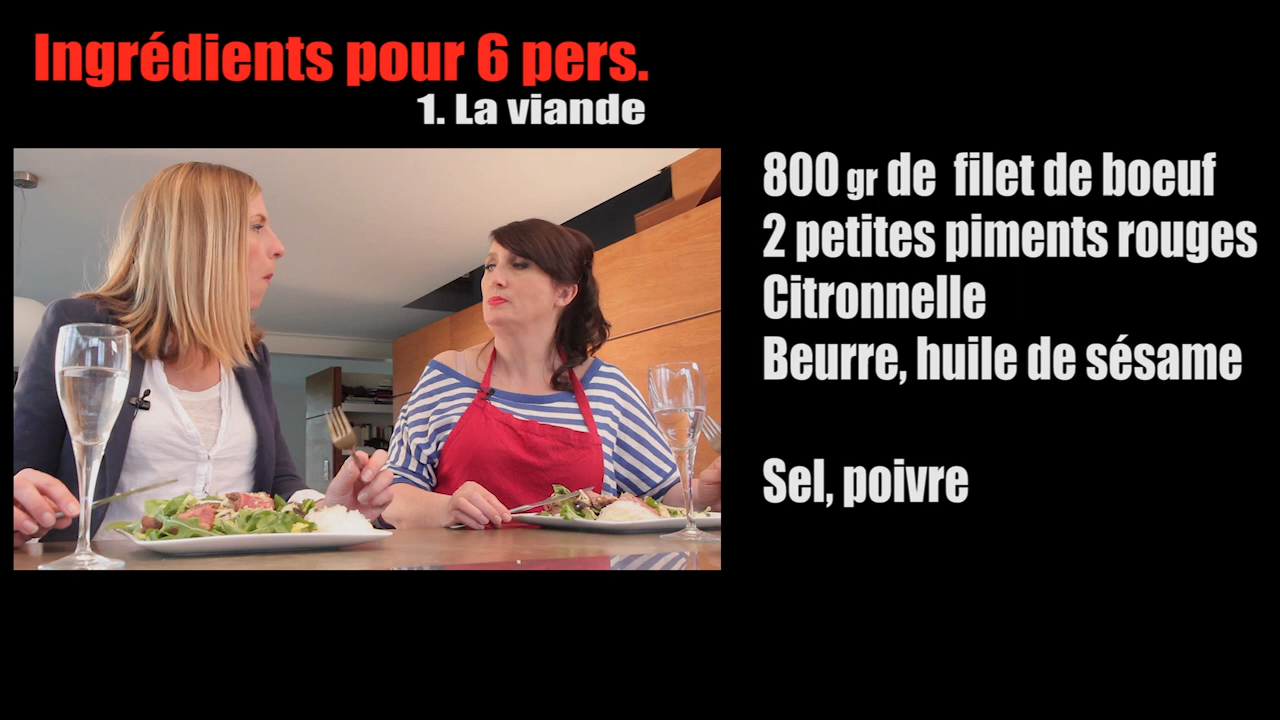 Ingrédients pour 6 pers.
1. La viande
800 gr de filet de boeuf
2 petites piments rouges
Citronnelle
Beurre, huile de sésame
Sel, poivre